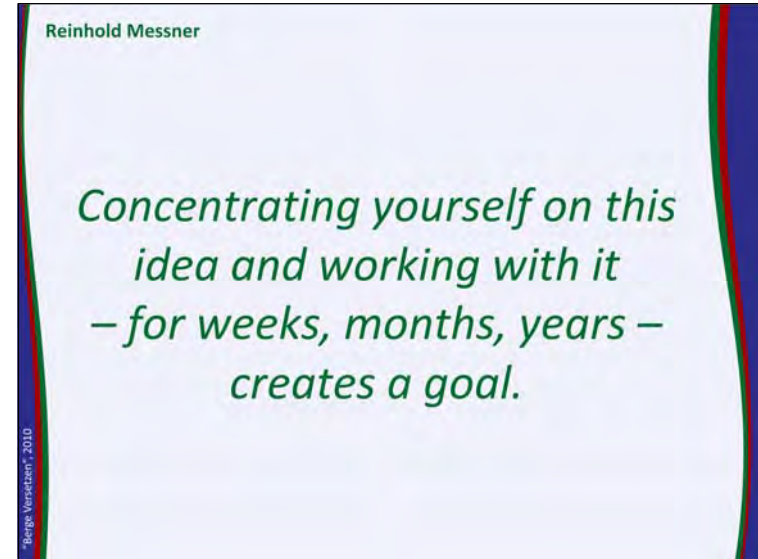 Reinhold Messner
Concentrating yourself on this
idea and working with it
– for weeks, months, years –
creates a goal.
"Berge Versetzen", 2010